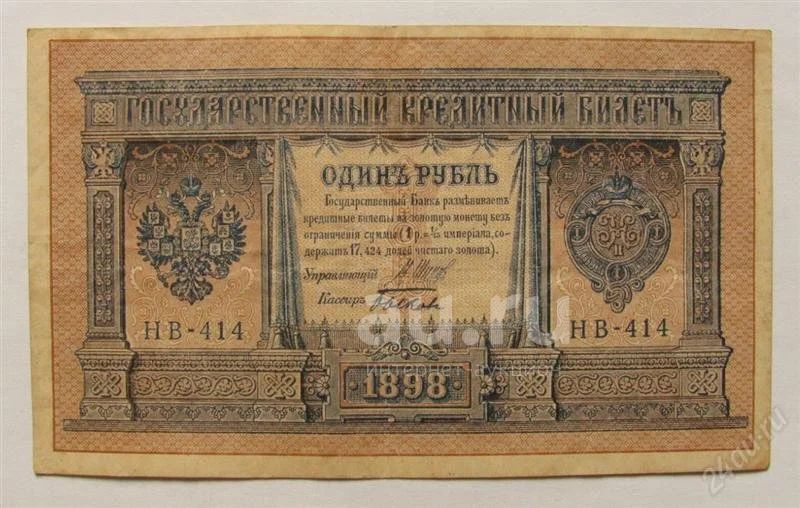 ГОСУДАРСТВЕННЫЙ КРЕДИТНЫЙ БИЛЕТЪ
ОДИНЪ РУБЛЬ
Государственный Банкъ размѣниваетъ
кредитные билеты на золотую монету безъ
ограниченія суммы (1 р. = 1/15 имперіала, со-
держитъ 17,424 долей чистаго золота).
Управляющій
Кассиръ
НВ-414
НВ-414
1898
au.ru
интернет-аукцион
24au.ru